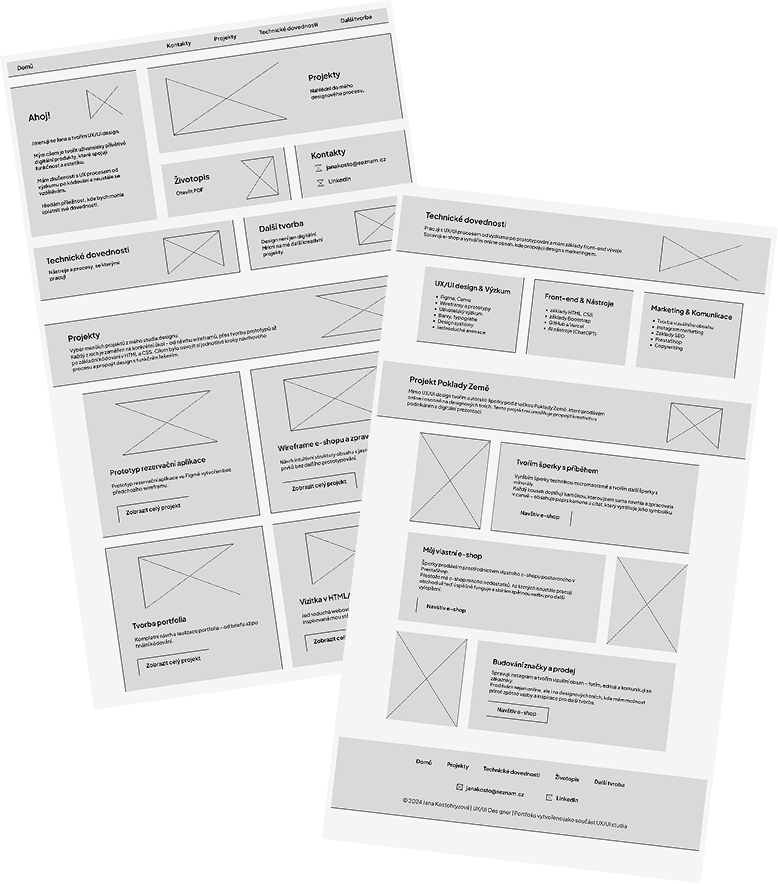 Domů
Kontakty
Projekty
Technické dovednosti
Další tvorba
Ahoj!
Jmenuji se Jana a tvořím UX/UI design.
Mým cílem je tvořit uživatelsky přívětivé
digitální produkty, které spojují
funkčnost a estetiku.
Mám zkušenosti s UX procesem od
výzkumu po kódování a neustále se
vzdělávám.
Hledám příležitost, kde bych mohla
uplatnit své dovednosti.
Projekty
Nahlédni do mého
designového procesu.
Životopis
Otevřít PDF
Kontakty
janakosto@seznam.cz
LinkedIn
Technické dovednosti
Nástroje a procesy, se kterými
pracuji
Další tvorba
Design není jen digitální.
Mrkni na mé další kreativní
projekty.
Projekty
Výběr menších projektů z mého studia designu.
Každý z nich je zaměřen na konkrétní úkol – od návrhu wireframů, přes tvorbu prototypů až
po základní kódování v HTML a CSS. Cílem bylo osvojit si jednotlivé kroky návrhového
procesu a propojit design s funkčním řešením.
Prototyp rezervační aplikace
Prototyp rezervační aplikace ve Figmě vytvořen bez
předchozího wireframu.
Zobrazit celý projekt
Wireframe e-shopu a zprav
Návrh intuitivní struktury obsahu s jasn
prvků bez dalšího prototypování.
Zobrazit celý projekt
Tvorba portfolia
Kompletní návrh a realizace portfolia – od briefu až po
finální kódování.
Zobrazit celý projekt
Vizitka v HTML/
Jednoduchá webov
inspirovaná mou vi
Zobrazit cel
Technické dovednosti
Pracuji s UX/UI procesem od výzkumu po prototypování a mám základy front-end vývoje.
Spravuji e-shop a vytvářím online obsah, kde propojuji design s marketingem.
UX/UI design & Výzkum
Figma, Canva
Wireframy a prototypy
Uživatelský výzkum
Barvy, typografie
Design systémy
Jednoduché animace
Front-end & Nástroje
základy HTML, CSS
základy Bootstrap
GitHub a Vercel
AI nástroje (ChatGPT)
Marketing & Komunikace
Tvorba vizuálního obsahu
Instagram marketing
Základy SEO
PrestaShop
Copywriting
Projekt Poklady Země
Mimo UX/UI design tvořím autorské šperky pod značkou Poklady Země, které prodávám
online i osobně na designových trzích. Tento projekt mi umožňuje propojit kreativitu s
podnikáním a digitální prezentací.
Tvořím šperky s příběhem
Vyrábím šperky technikou micromacramé a tvořím další šperky s
minerály.
Každý kousek doplňují kartičkou, kterou jsem sama navrhla a zpracovala
v canvě – obsahuje popis kamene a citát, který vystihuje jeho symboliku
Navštiv e-shop
Můj vlastní e-shop
Šperky prodávám prostřednictvím vlastního e-shopu postaveného v
PrestaShop.
Přestože má e-shop mnoho nedostatků, na kterých neustále pracuji,
obchod už teď úspěšně funguje a sbírám zpětnou vazbu pro další
vylepšení.
Navštiv e-shop
Budování značky a prodej
Spravuji Instagram a tvořím vizuální obsah – fotím, edituji a komunikuji se
zákazníky.
Prodávám nejen online, ale i na designových trzích, kde mám možnost
přímé zpětné vazby a inspirace pro další tvorbu.
Navštiv e-shop
Domů
Projekty
Technické dovednosti
Životopis
Další tvorba
janakosto@seznam.cz
LinkedIn
© 2024 Jana Kostohryzová | UX/UI Designer | Portfolio vytvořeno jako součást UX/UI studia